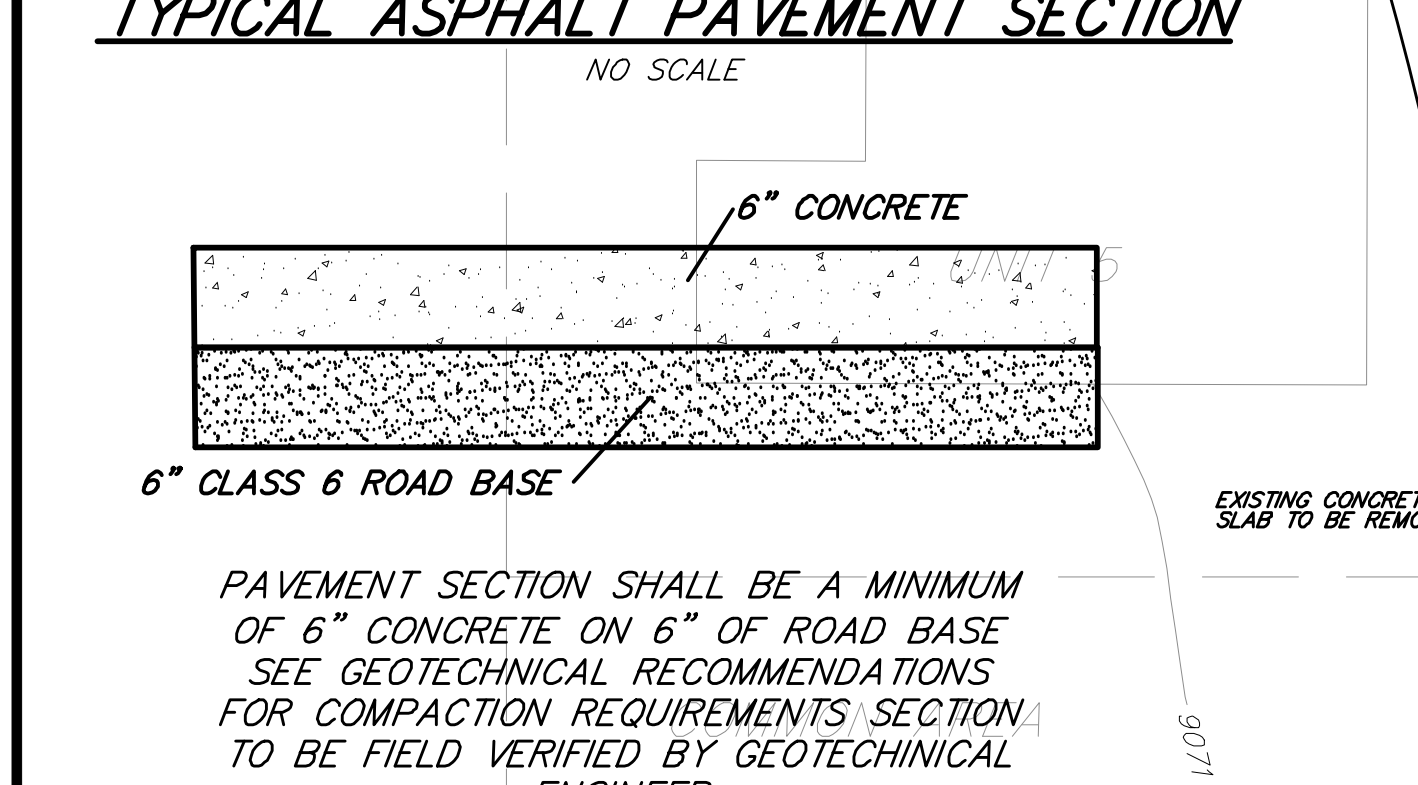 TYPICAL ASPHALT PAVEMENT SECTION
NO SCALE
6" CONCRETE
UNIT 5
6" CLASS 6 ROAD BASE
EXISTING
SLAB TO BE
PAVEMENT SECTION SHALL BE A MINIMUM
OF 6" CONCRETE ON 6" OF ROAD BASE
SEE GEOTECHNICAL RECOMMENDATIONS
FOR COMPACTION REQUIREMENTS SECTION
COMMON AREA
TO BE FIELD VERIFIED BY GEOTECHINICAL
ENGINEER
9071